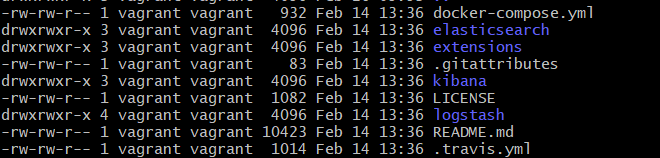 -rw-rw-r-- 1 vagrant vagrant   932 Feb 14 13:36 docker-compose.yml
drwxrwxr-x 3 vagrant vagrant  4096 Feb 14 13:36 elasticsearch
drwxrwxr-x 3 vagrant vagrant  4096 Feb 14 13:36 extensions
-rw-rw-r-- 1 vagrant vagrant    83 Feb 14 13:36 .gitattributes
drwxrwxr-x 3 vagrant vagrant  4096 Feb 14 13:36 kibana
-rw-rw-r-- 1 vagrant vagrant  1082 Feb 14 13:36 LICENSE
drwxrwxr-x 4 vagrant vagrant  4096 Feb 14 13:36 logstash
-rw-rw-r-- 1 vagrant vagrant 10423 Feb 14 13:36 README.md
-rw-rw-r-- 1 vagrant vagrant  1014 Feb 14 13:36 .travis.yml